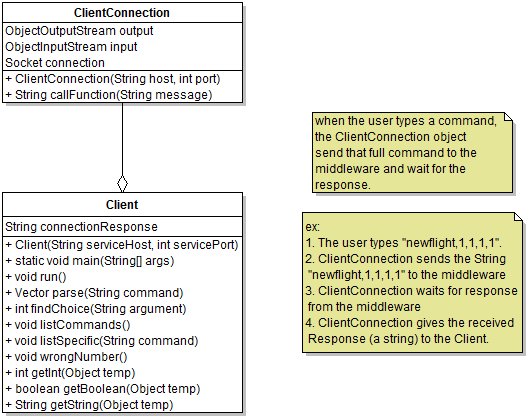 ClientConnection
ObjectOutputStream output
ObjectInputStream input
Socket connection
+ ClientConnection(String host, int port)
+ String callFunction(String message)
when the user types a command,
the ClientConnection object
send that full command to the
middleware and wait for the
response.
Client
String connectionResponse
+ Client(String serviceHost, int servicePort)
+ static void main(String[] args)
+ void run()
+ Vector parse(String command)
+ int findChoice(String argument)
+ void listCommands()
+ void listSpecific(String command)
+ void wrongNumber()
+ int getInt(Object temp)
+ boolean getBoolean(Object temp)
+ String getString(Object temp)
ex:
1. The user types "newflight,1,1,1,1".
2. ClientConnection sends the String
"newflight,1,1,1,1" to the middleware
3. ClientConnection waits for response
from the middleware
4. ClientConnection gives the received
Response (a string) to the Client.